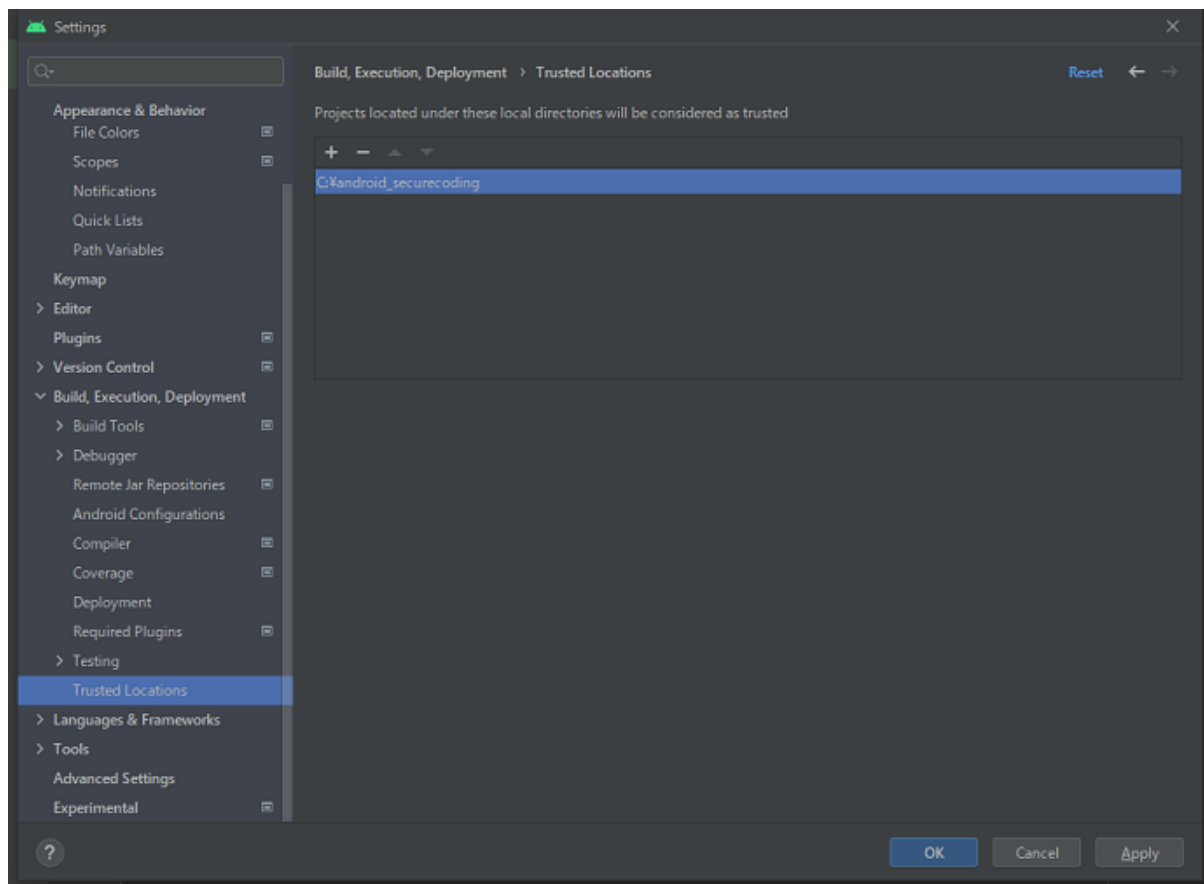 Settings
Appearance & Behavior
File Colors
Scopes
Notifications
Quick Lists
Path Variables
Keymap
Editor
Plugins
Version Control
Build, Execution, Deployment
Build Tools
Debugger
Remote Jar Repositories
Android Configurations
Compiler
Coverage
Deployment
Required Plugins
Testing
Trusted Locations
Languages & Frameworks
Tools
Advanced Settings
Experimental
Build, Execution, Deployment › Trusted Locations
Reset
Projects located under these local directories will be considered as trusted
C:¥android_securecoding
?
OK
Cancel
Apply